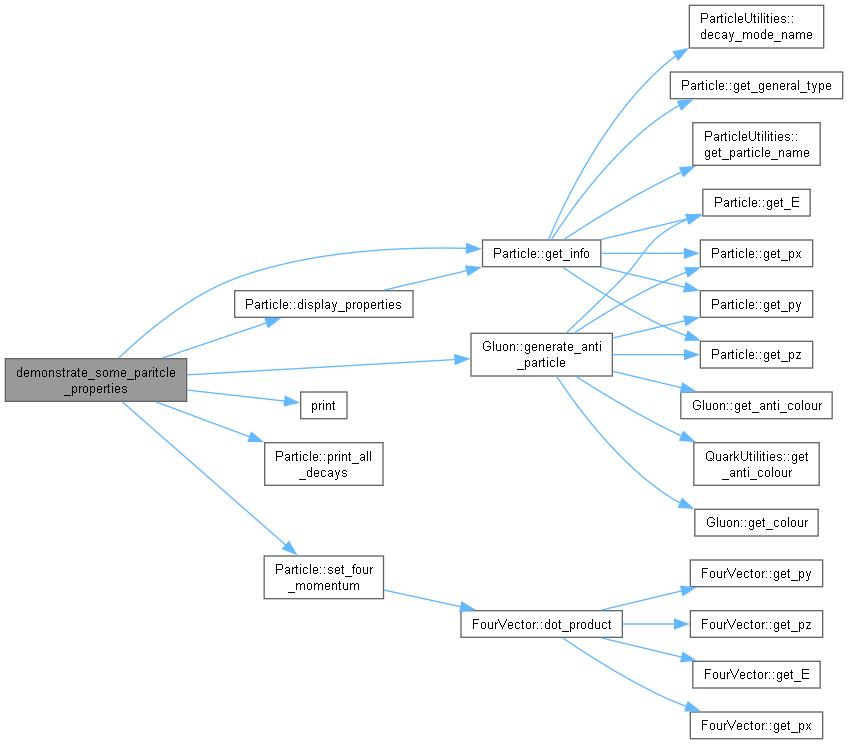 demonstrate_some_paritcle
_properties
Particle::get_info
Particle::display_properties
Gluon::generate_anti
_particle
print
Particle::print_all
_decays
Particle::set_four
_momentum
FourVector::dot_product
ParticleUtilities::
decay_mode_name
Particle::get_general_type
ParticleUtilities::
get_particle_name
Particle::get_E
Particle::get_px
Particle::get_py
Particle::get_pz
Gluon::get_anti_colour
QuarkUtilities::get
_anti_colour
Gluon::get_colour
FourVector::get_py
FourVector::get_pz
FourVector::get_E
FourVector::get_px